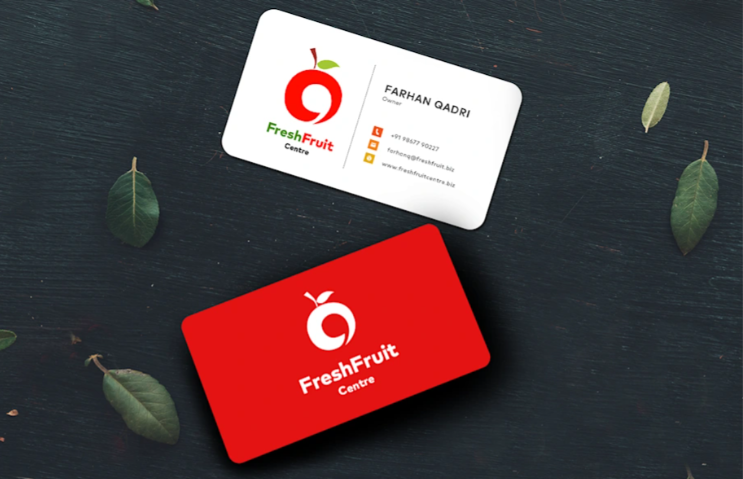 FreshFruit
Centre
FARHAN QADRI
Owner
+91 98677 90227
farhanq@freshfruit.biz
www.freshfruitcentre.biz
FreshFruit
Centre